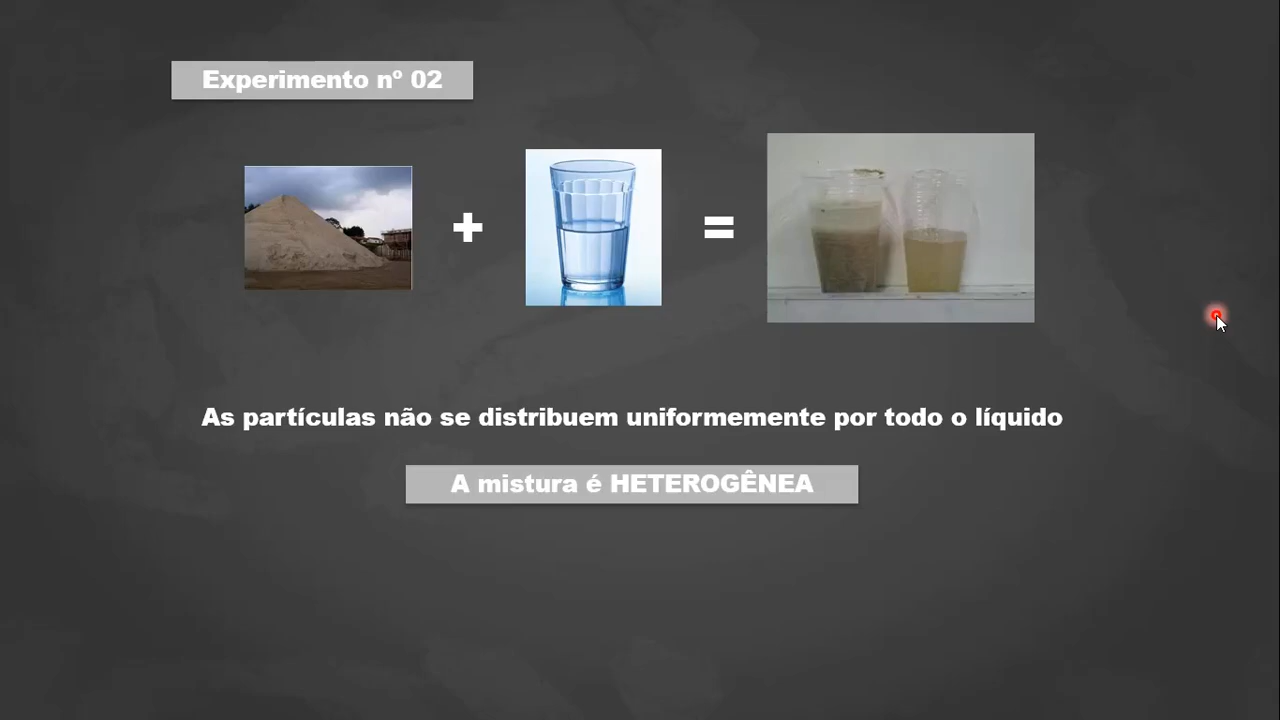 Experimento nº 02
+ =
As partículas não se distribuem uniformemente por todo o líquido
A mistura é HETEROGÊNEA